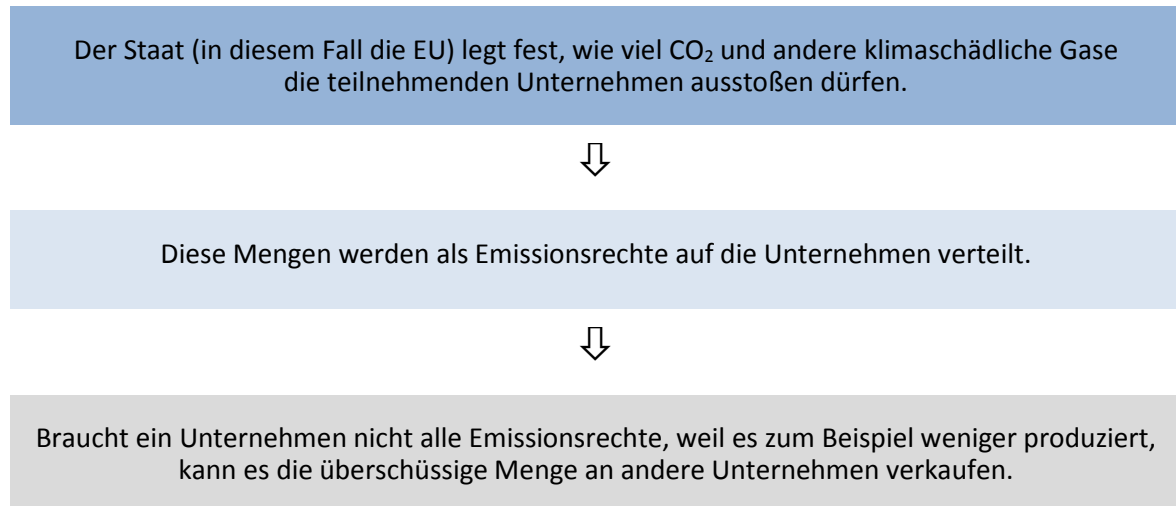 Der Staat (in diesem Fall die EU) legt fest, wie viel CO₂ und andere klimaschädliche Gase
die teilnehmenden Unternehmen ausstoßen dürfen.
Diese Mengen werden als Emissionsrechte auf die Unternehmen verteilt.
Braucht ein Unternehmen nicht alle Emissionsrechte, weil es zum Beispiel weniger produziert,
kann es die überschüssige Menge an andere Unternehmen verkaufen.